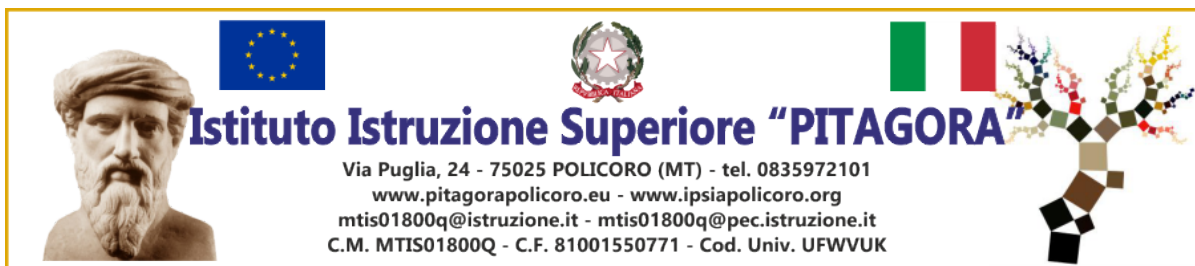 Istituto Istruzione Superiore “PITAGORA”
Via Puglia, 24 - 75025 POLICORO (MT) - tel. 0835972101
www.pitagorapolicoro.eu - www.ipsiapolicoro.org
mtis01800q@istruzione.it - mtis01800q@pec.istruzione.it
C.M. MTIS01800Q - C.F. 81001550771 - Cod. Univ. UFWVUK